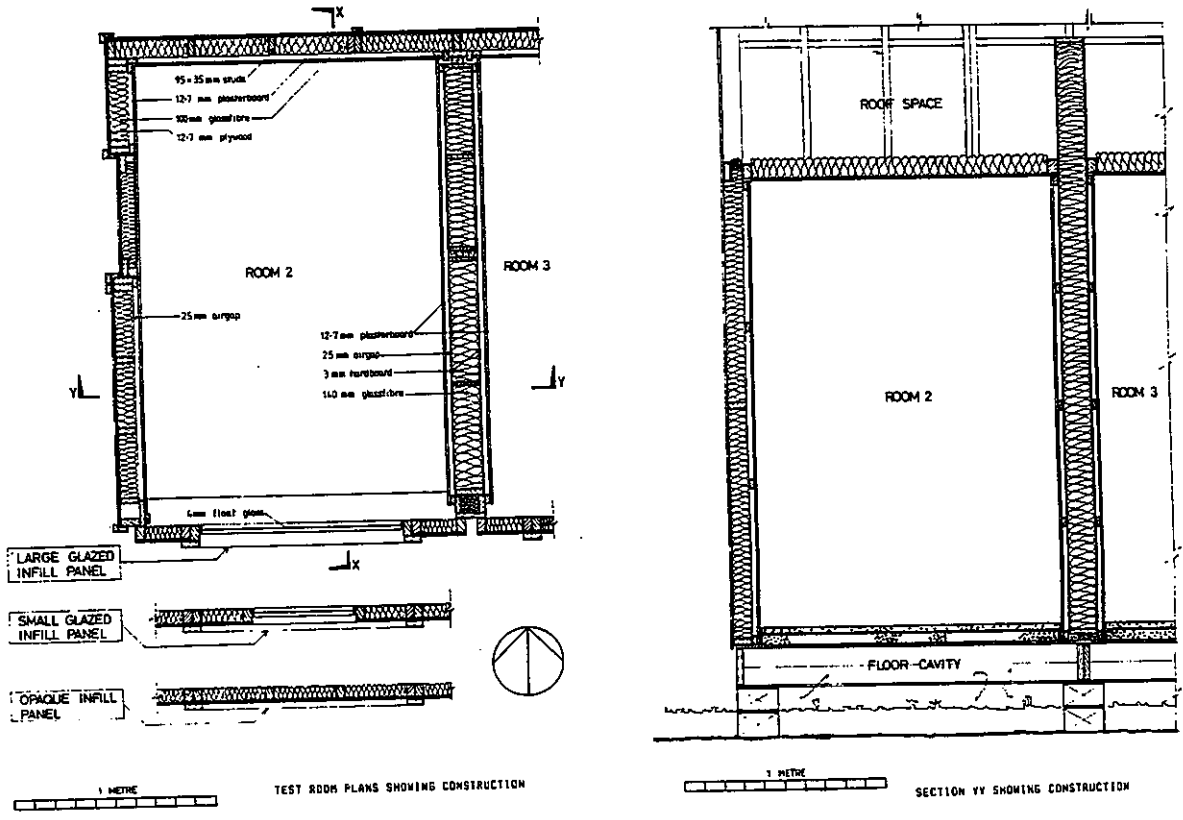 X
95 × 35 mm studs
12·7 mm plasterboard
100 mm glassfibre
12·7 mm plywood
ROOM 2
ROOM 3
25 mm airgap
12·7 mm plasterboard
25 mm airgap
3 mm hardboard
140 mm glassfibre
Y
Y
4mm float glass
LARGE GLAZED
INFILL PANEL
X
SMALL GLAZED
INFILL PANEL
OPAQUE INFILL
PANEL
1 METRE
TEST ROOM PLANS SHOWING CONSTRUCTION
ROOF SPACE
ROOM 2
ROOM 3
FLOOR CAVITY
1 METRE
SECTION YY SHOWING CONSTRUCTION